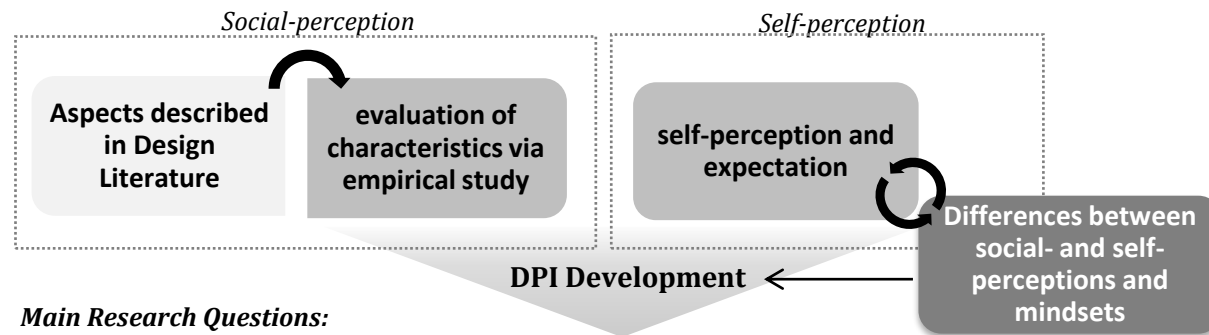 Social-perception
Self-perception
Aspects described
in Design
Literature
evaluation of
characteristics via
empirical study
self-perception and
expectation
Differences between
social- and self-
perceptions and
mindsets
DPI Development
Main Research Questions: